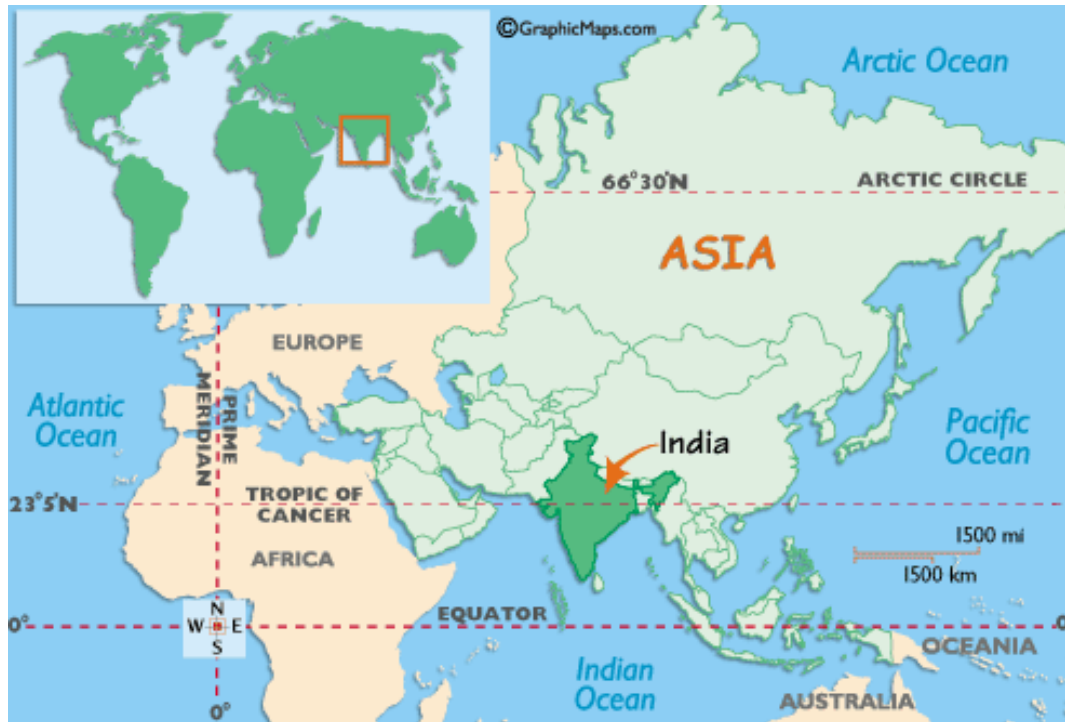 ©GraphicMaps.com
Arctic Ocean
66°30'N
ARCTIC CIRCLE
ASIA
EUROPE
Atlantic
Ocean
PRIME
MERIDIAN
India
Pacific
Ocean
23°5'N
TROPIC OF
CANCER
AFRICA
1500 mi
1500 km
EQUATOR
N
W E
S
0°
0
OCEANIA
Indian
Ocean
AUSTRALIA
0°